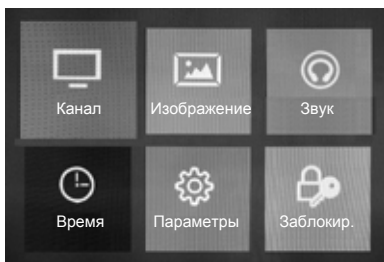 Канал
Изображение
Звук
Время
Параметры
Заблокир.